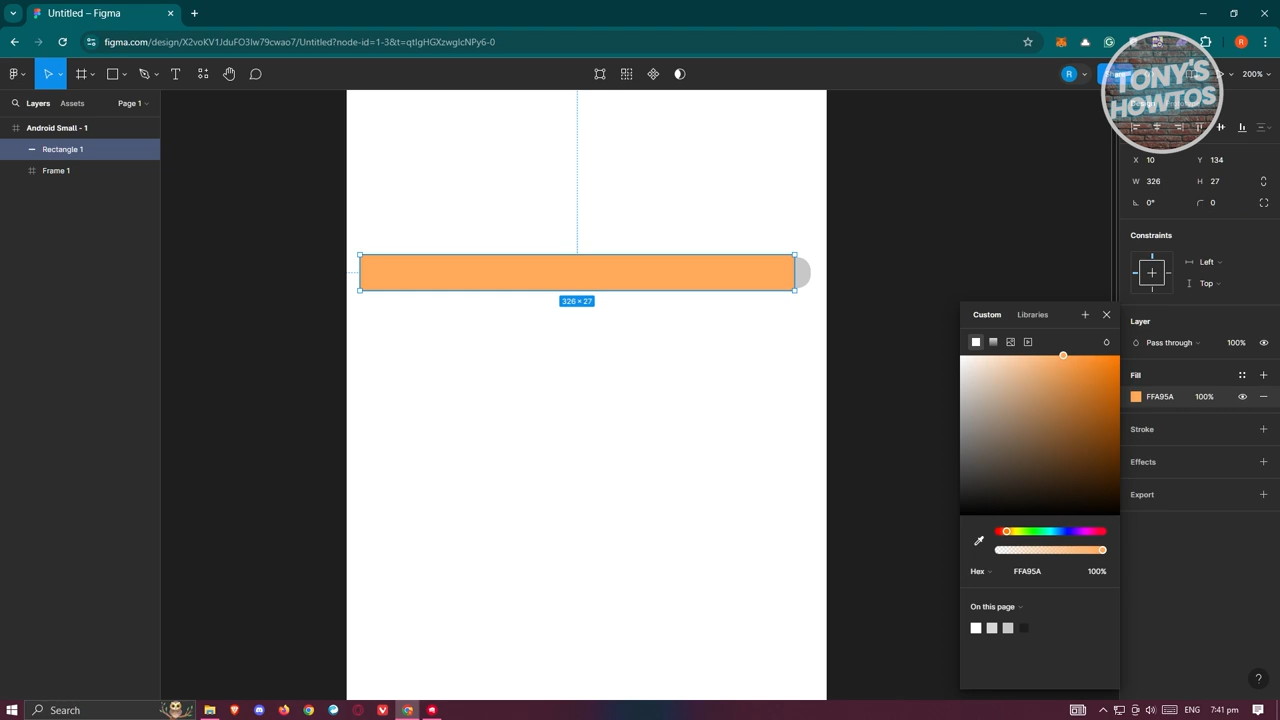 Untitled – Figma
figma.com/design/X2voKV1JduFO3Iw79cwao7/Untitled?node-id=1-3&t=qtIgHGXzwglcNPy6-0
R
R
Share
200%
TONY'S
HOWTOS
Layers
Assets
Page 1
Design
Android Small - 1
Rectangle 1
Frame 1
X 10
Y 134
W 326
H 27
0°
0
Constraints
Left
Top
326 × 27
Custom
Libraries
Layer
Pass through
100%
Fill
FFA95A
100%
Stroke
Effects
Export
Hex
FFA95A
100%
On this page
?
Search
ENG
7:41 pm